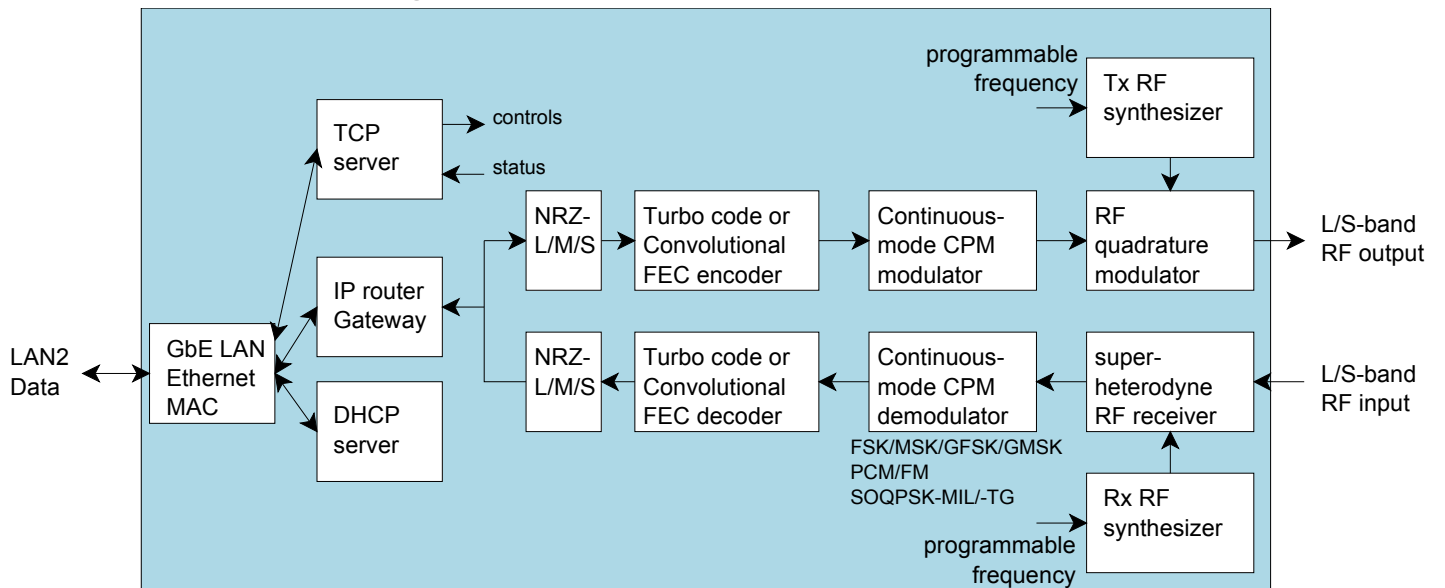 programmable
frequency
Tx RF
synthesizer
TCP
server
controls
status
NRZ-
L/M/S
Turbo code or
Convolutional
FEC encoder
Continuous-
mode CPM
modulator
RF
quadrature
modulator
L/S-band
RF output
IP router
Gateway
LAN2
Data
GbE LAN
Ethernet
MAC
NRZ-
L/M/S
Turbo code or
Convolutional
FEC decoder
Continuous-
mode CPM
demodulator
super-
heterodyne
RF receiver
L/S-band
RF input
DHCP
server
FSK/MSK/GFSK/GMSK
PCM/FM
SOQPSK-MIL/-TG
Rx RF
synthesizer
programmable
frequency